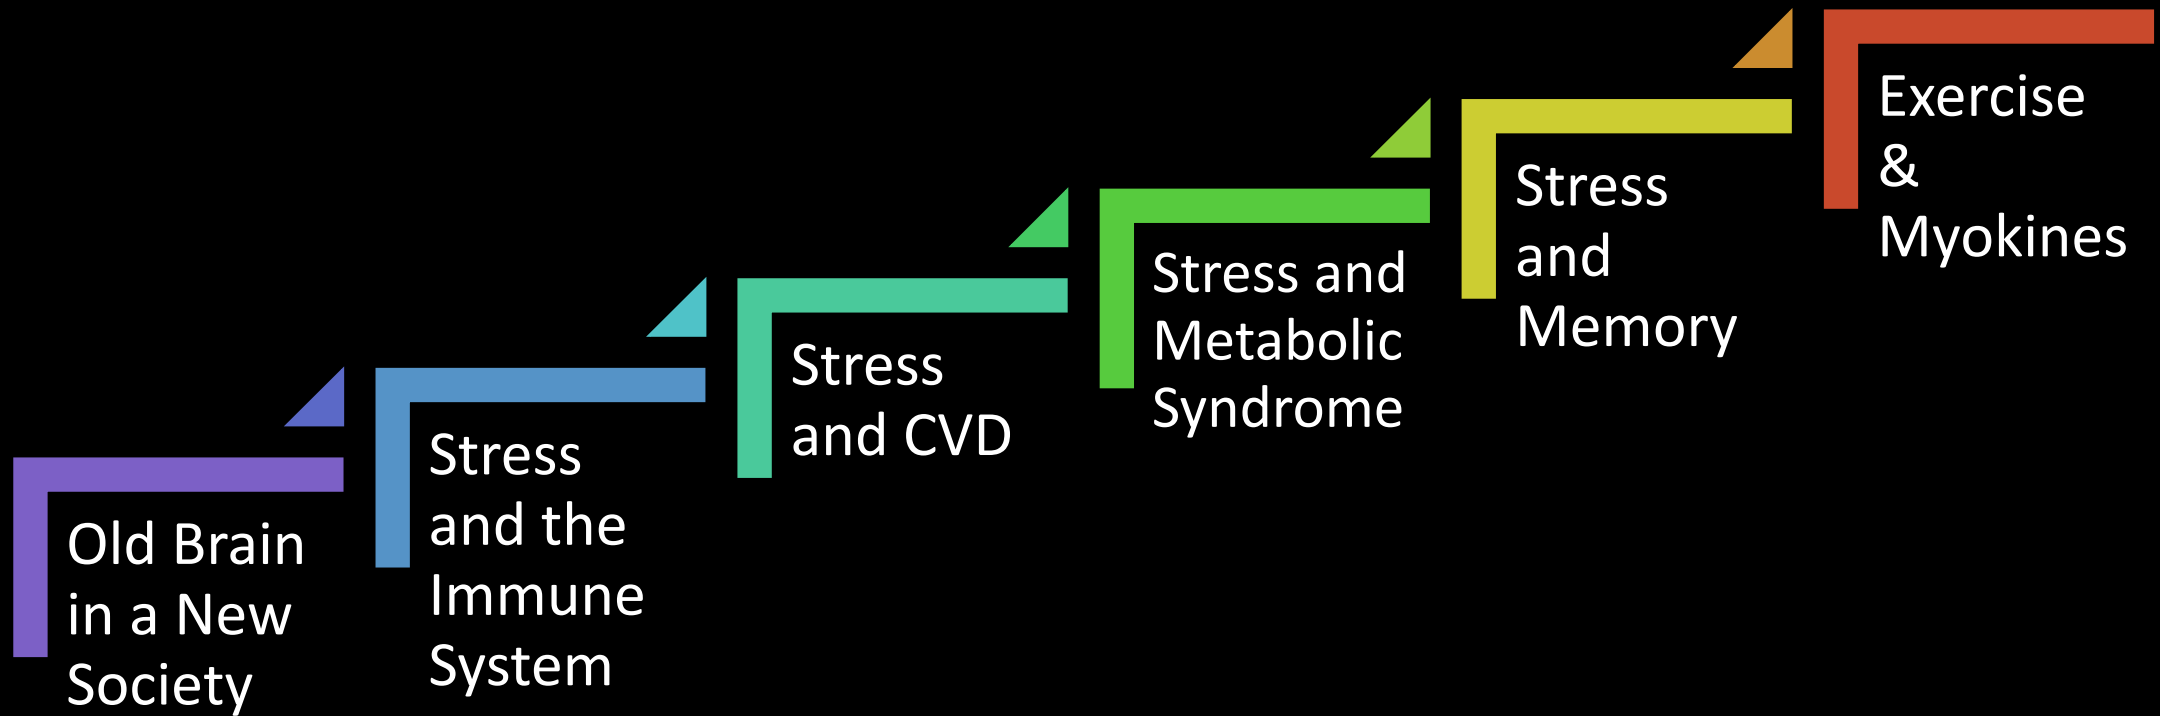 Old Brain
in a New
Society
Stress
and the
Immune
System
Stress
and CVD
Stress and
Metabolic
Syndrome
Stress
and
Memory
Exercise
&
Myokines